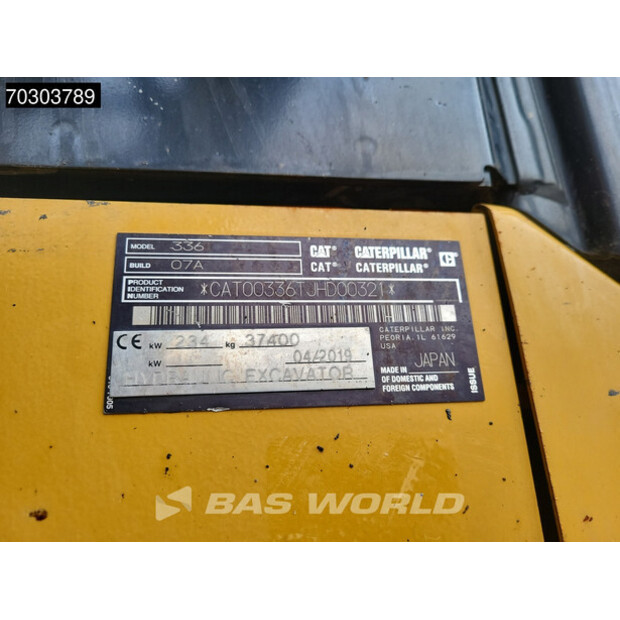 70303789
MODEL 336
BUILD 07A
CAT® CATERPILLAR®
CAT® CATERPILLAR®
PRODUCT IDENTIFICATION NUMBER *CAT00336TJHD00321*
CATERPILLAR INC.
PEORIA, IL 61629
USA
CE kW 234 kg 37400
kW 04/2019
EXCAVATOR
MADE IN JAPAN
OF DOMESTIC AND
FOREIGN COMPONENTS
ISSUE
BAS WORLD